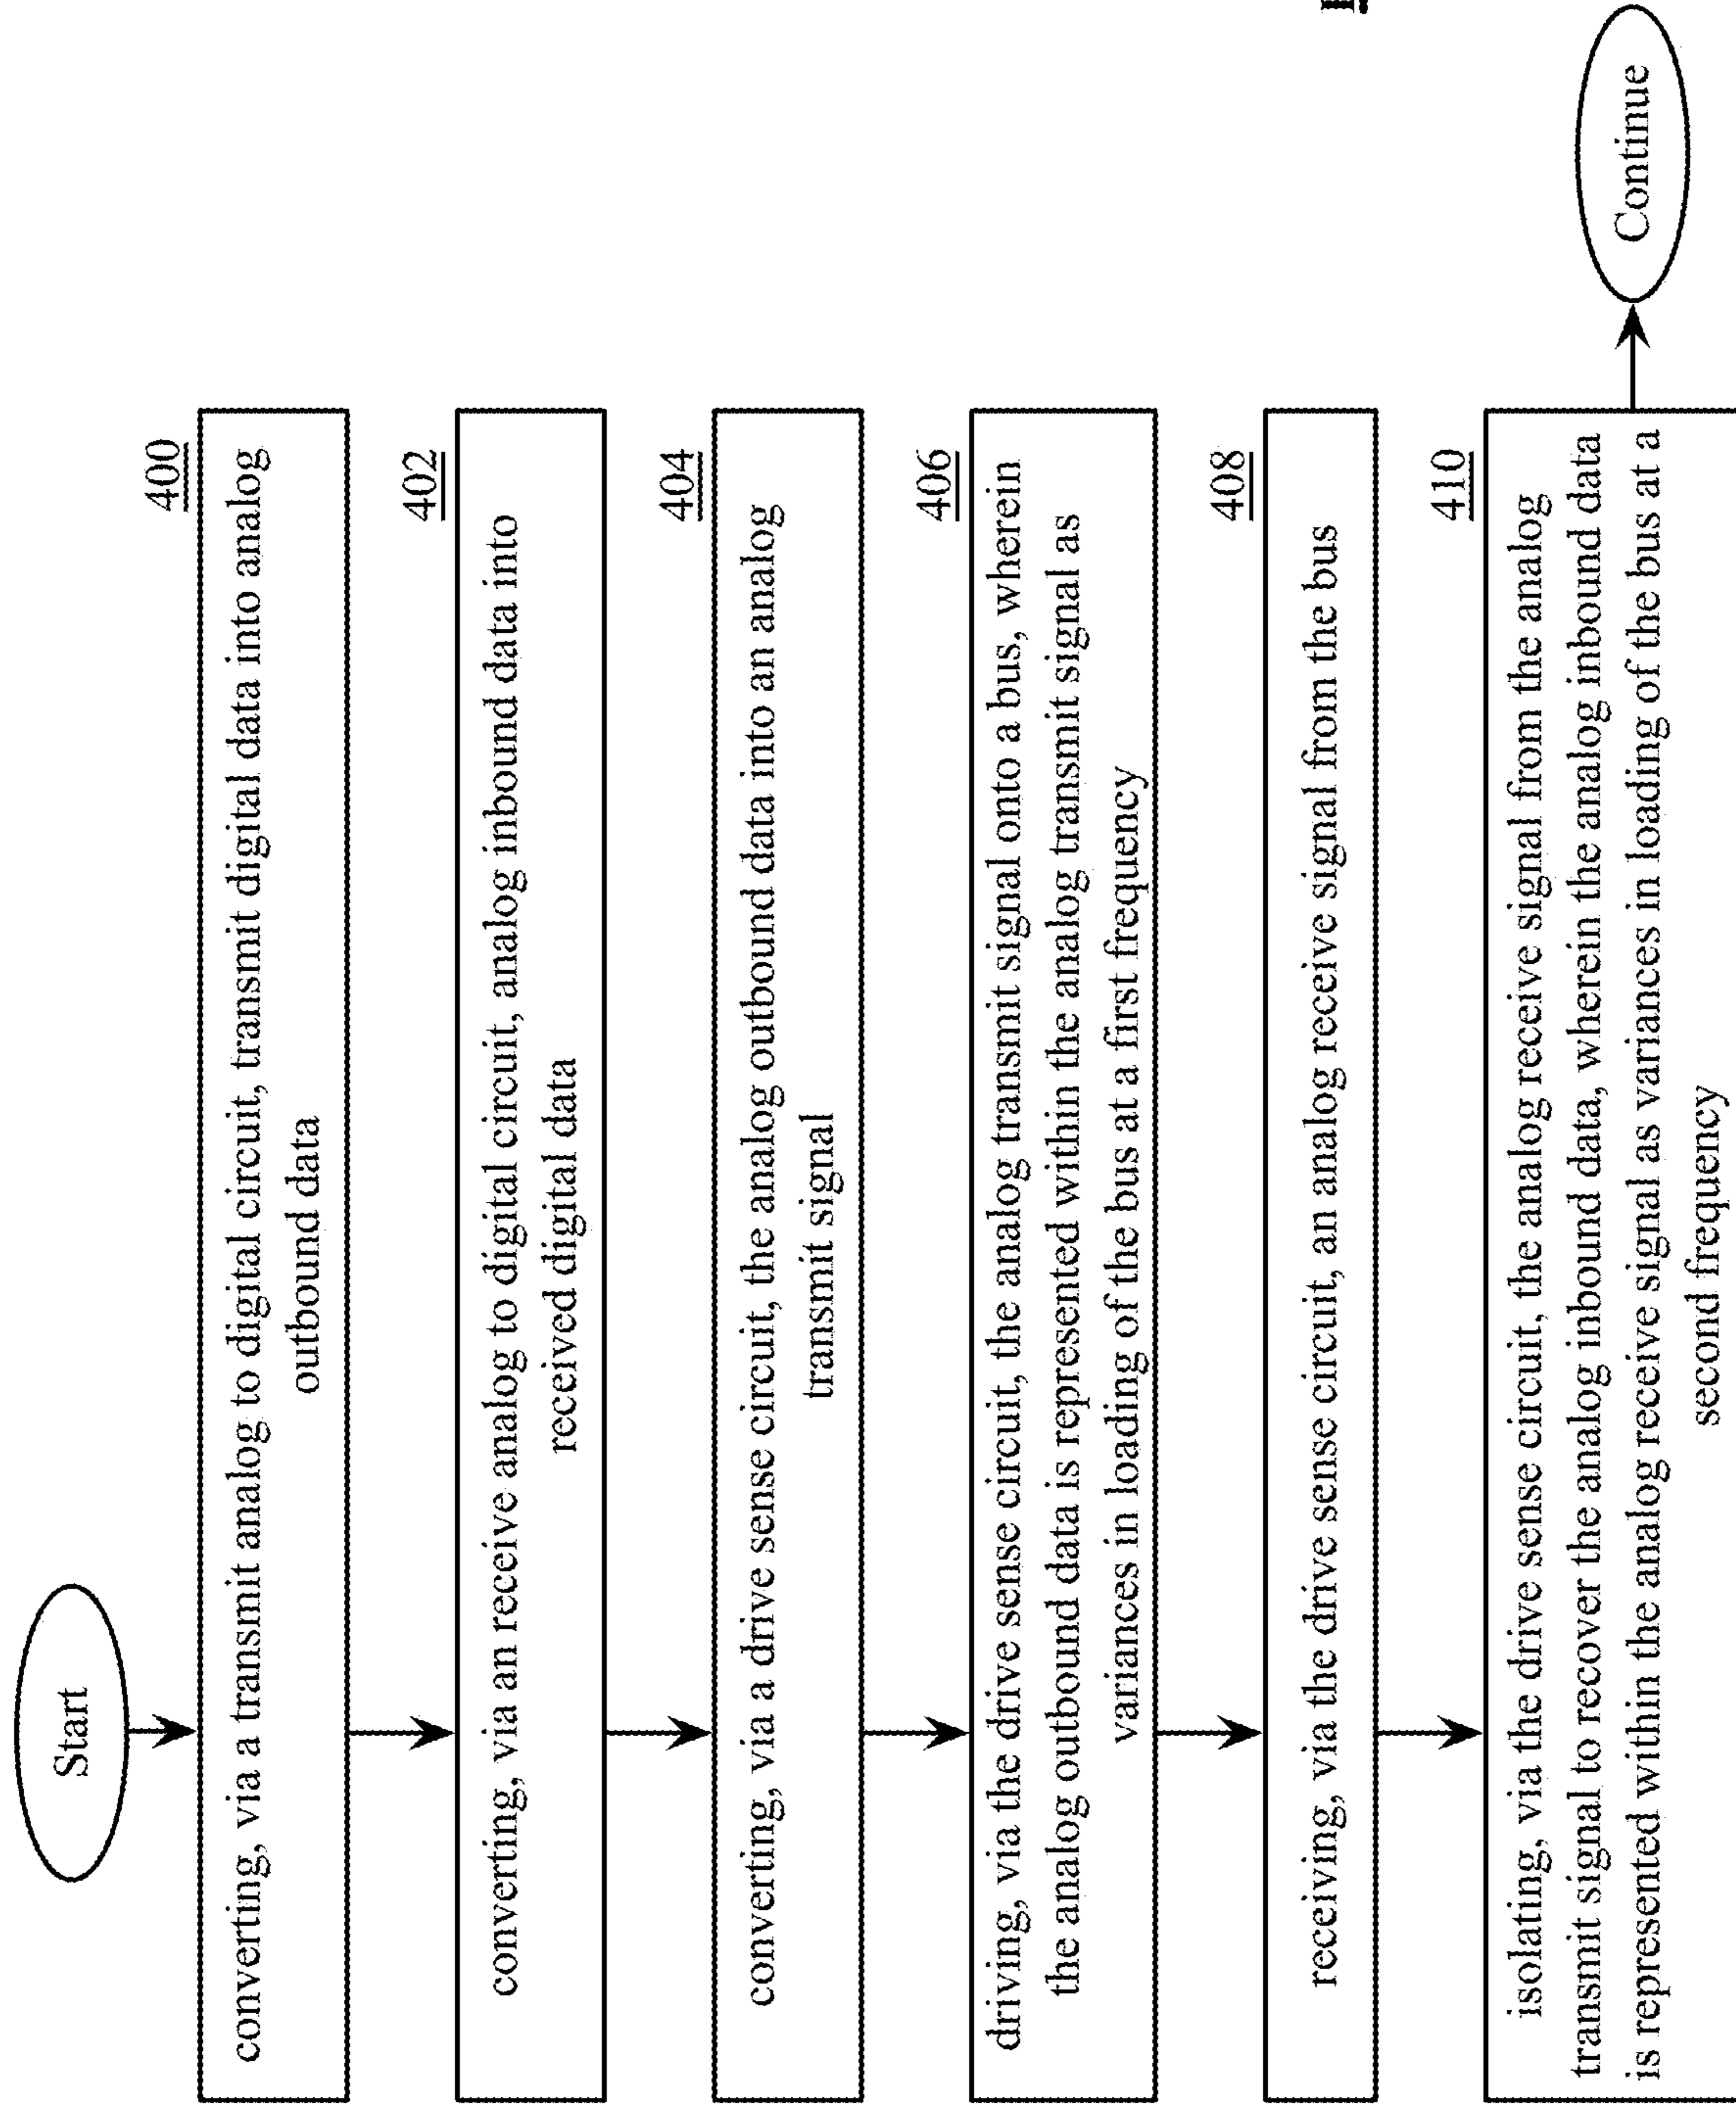 Start
400
converting, via a transmit analog to digital circuit, transmit digital data into analog
outbound data
402
converting, via an receive analog to digital circuit, analog inbound data into
received digital data
404
converting, via a drive sense circuit, the analog outbound data into an analog
transmit signal
406
driving, via the drive sense circuit, the analog transmit signal onto a bus, wherein
the analog outbound data is represented within the analog transmit signal as
variances in loading of the bus at a first frequency
408
receiving, via the drive sense circuit, an analog receive signal from the bus
410
isolating, via the drive sense circuit, the analog receive signal from the analog
transmit signal to recover the analog inbound data, wherein the analog inbound data
is represented within the analog receive signal as variances in loading of the bus at a
second frequency
Continue